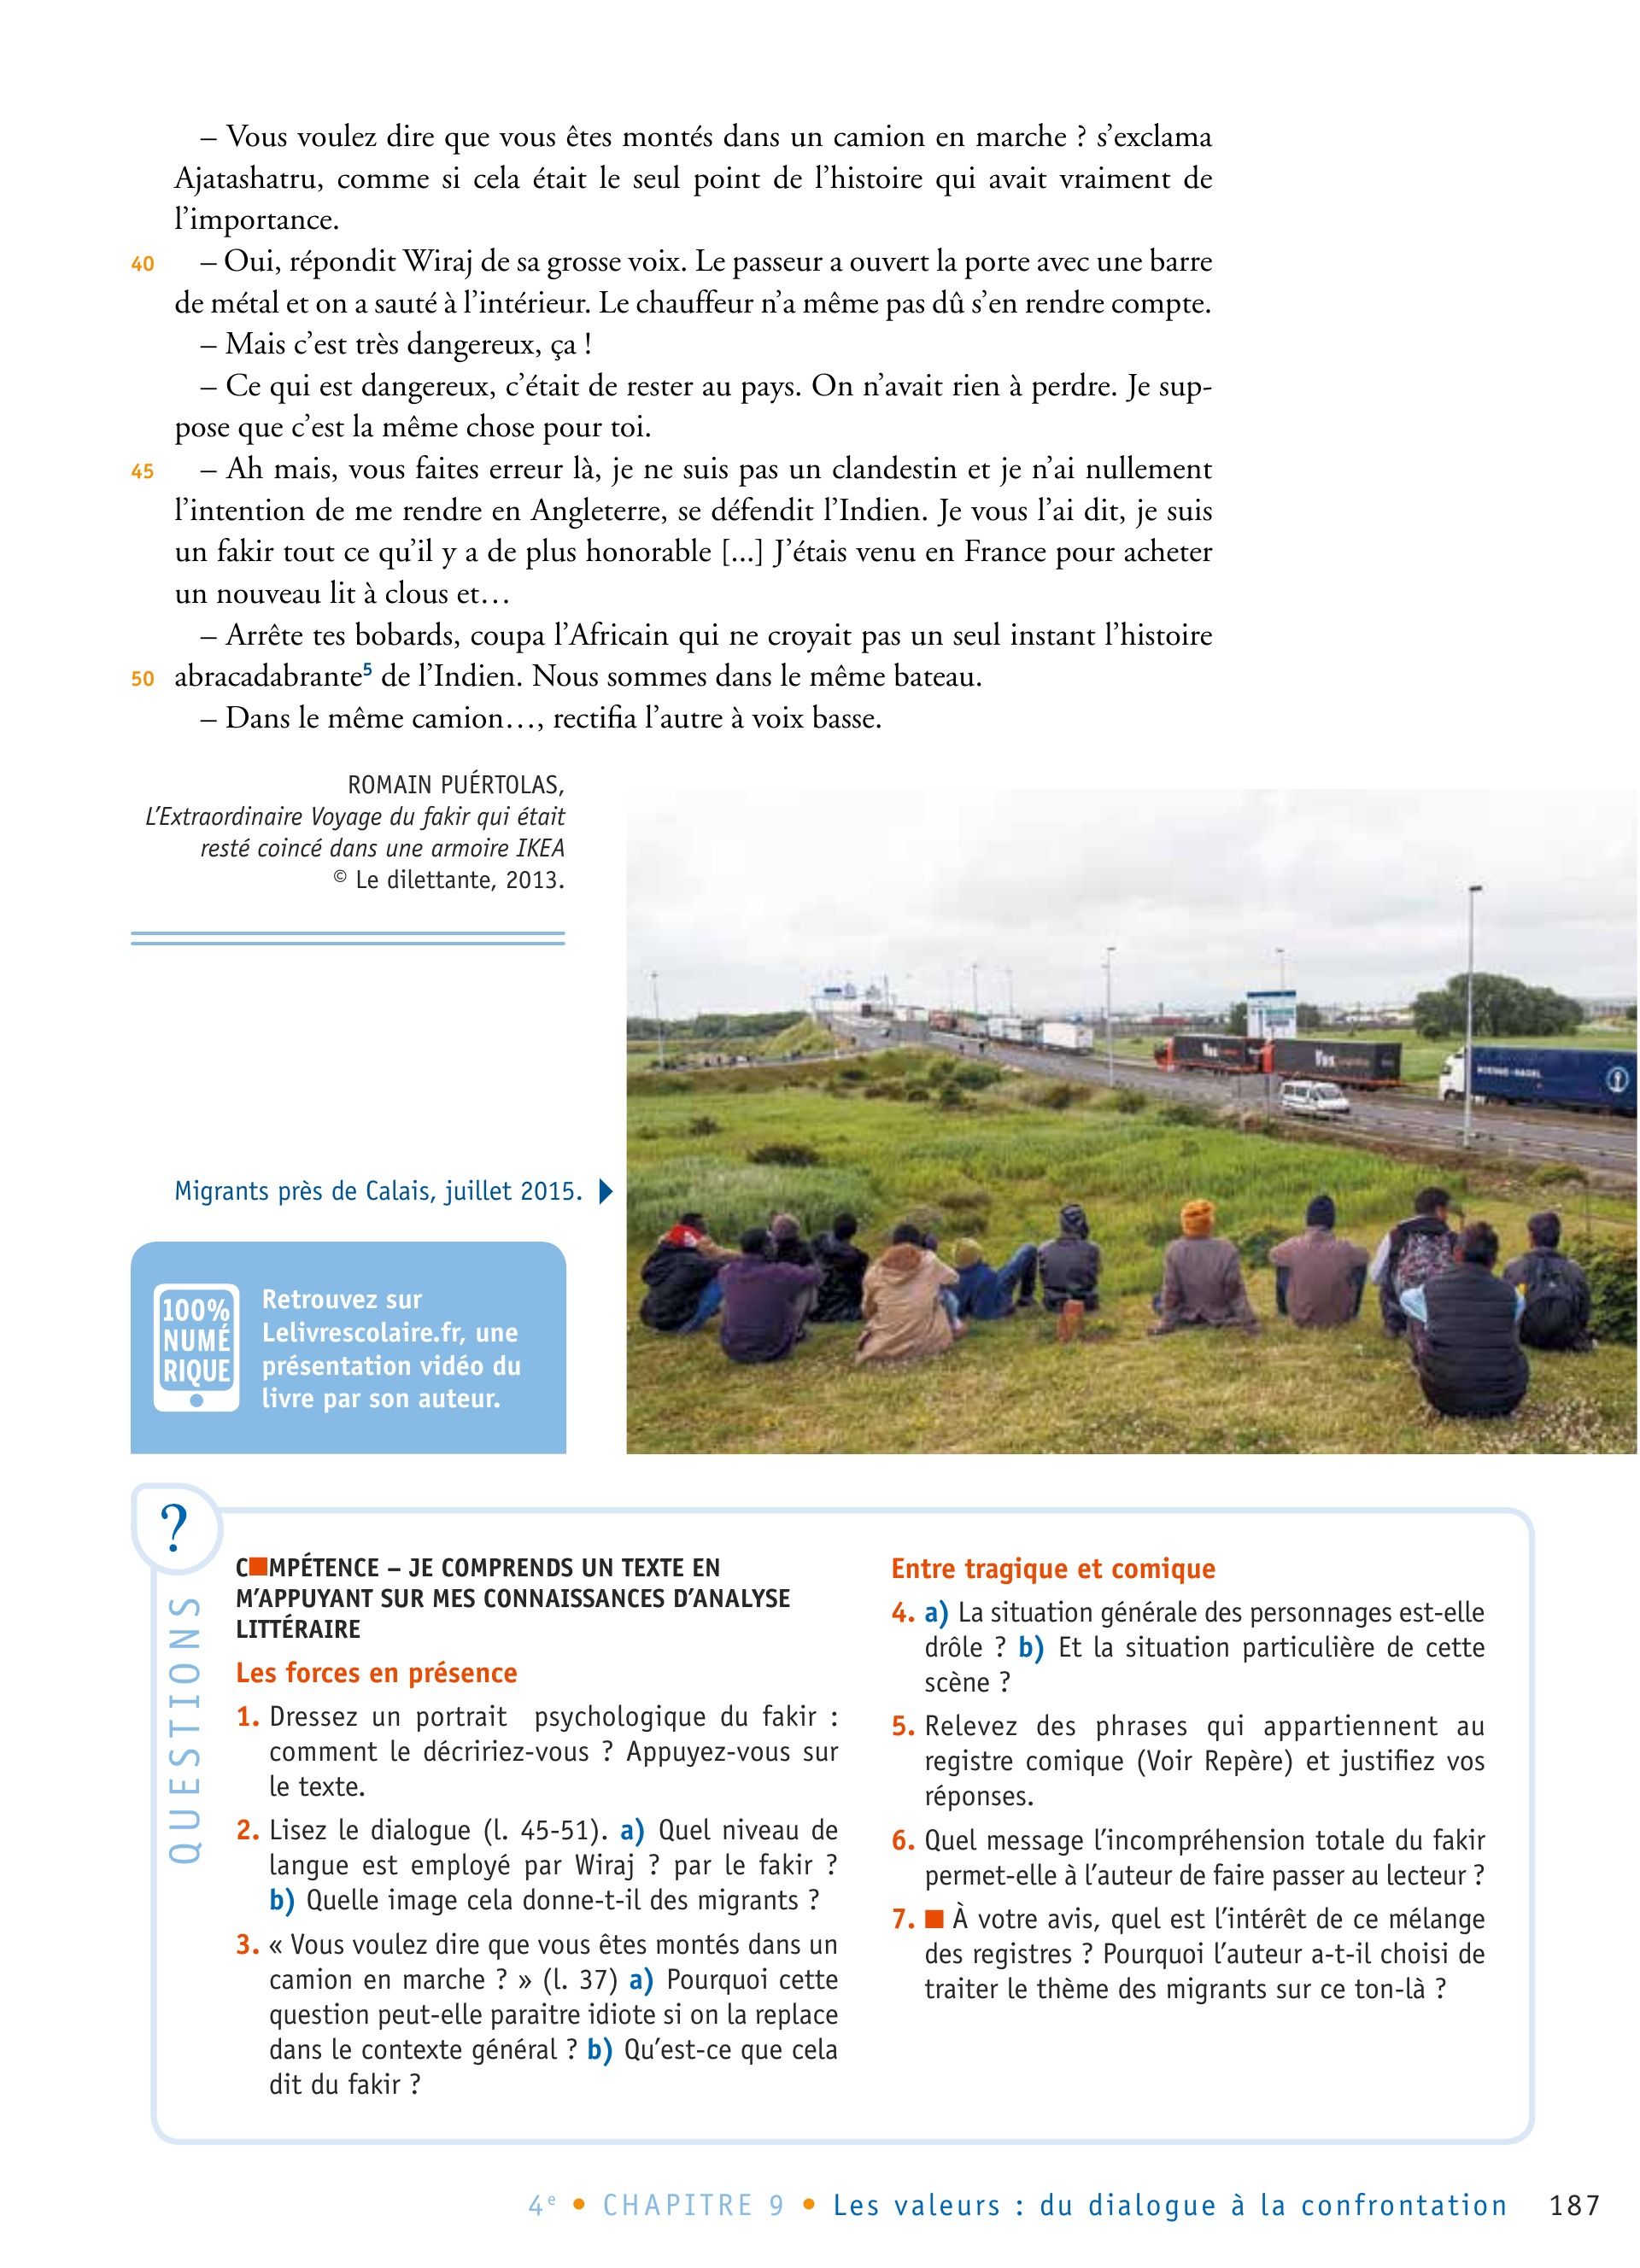 – Vous voulez dire que vous êtes montés dans un camion en marche ? s’exclama
Ajatashatru, comme si cela était le seul point de l’histoire qui avait vraiment de
l’importance.
40 – Oui, répondit Wiraj de sa grosse voix. Le passeur a ouvert la porte avec une barre
de métal et on a sauté à l’intérieur. Le chauffeur n’a même pas dû s’en rendre compte.
– Mais c’est très dangereux, ça !
– Ce qui est dangereux, c’était de rester au pays. On n’avait rien à perdre. Je sup-
pose que c’est la même chose pour toi.
45 – Ah mais, vous faites erreur là, je ne suis pas un clandestin et je n’ai nullement
l’intention de me rendre en Angleterre, se défendit l’Indien. Je vous l’ai dit, je suis
un fakir tout ce qu’il y a de plus honorable [...] J’étais venu en France pour acheter
un nouveau lit à clous et…
– Arrête tes bobards, coupa l’Africain qui ne croyait pas un seul instant l’histoire
50 abracadabrante5 de l’Indien. Nous sommes dans le même bateau.
– Dans le même camion…, rectifia l’autre à voix basse.
ROMAIN PUÉRTOLAS,
L’Extraordinaire Voyage du fakir qui était
resté coincé dans une armoire IKEA
© Le dilettante, 2013.
Migrants près de Calais, juillet 2015.
100%
NUMÉ
RIQUE
Retrouvez sur
Lelivrescolaire.fr, une
présentation vidéo du
livre par son auteur.
?
QUESTIONS
C■MPÉTENCE – JE COMPRENDS UN TEXTE EN
M’APPUYANT SUR MES CONNAISSANCES D’ANALYSE
LITTÉRAIRE
Les forces en présence
1. Dressez un portrait psychologique du fakir :
comment le décririez-vous ? Appuyez-vous sur
le texte.
2. Lisez le dialogue (l. 45-51). a) Quel niveau de
langue est employé par Wiraj ? par le fakir ?
b) Quelle image cela donne-t-il des migrants ?
3. « Vous voulez dire que vous êtes montés dans un
camion en marche ? » (l. 37) a) Pourquoi cette
question peut-elle paraitre idiote si on la replace
dans le contexte général ? b) Qu’est-ce que cela
dit du fakir ?
Entre tragique et comique
4. a) La situation générale des personnages est-elle
drôle ? b) Et la situation particulière de cette
scène ?
5. Relevez des phrases qui appartiennent au
registre comique (Voir Repère) et justifiez vos
réponses.
6. Quel message l’incompréhension totale du fakir
permet-elle à l’auteur de faire passer au lecteur ?
7. ■ À votre avis, quel est l’intérêt de ce mélange
des registres ? Pourquoi l’auteur a-t-il choisi de
traiter le thème des migrants sur ce ton-là ?
4e • CHAPITRE 9 • Les valeurs : du dialogue à la confrontation 187